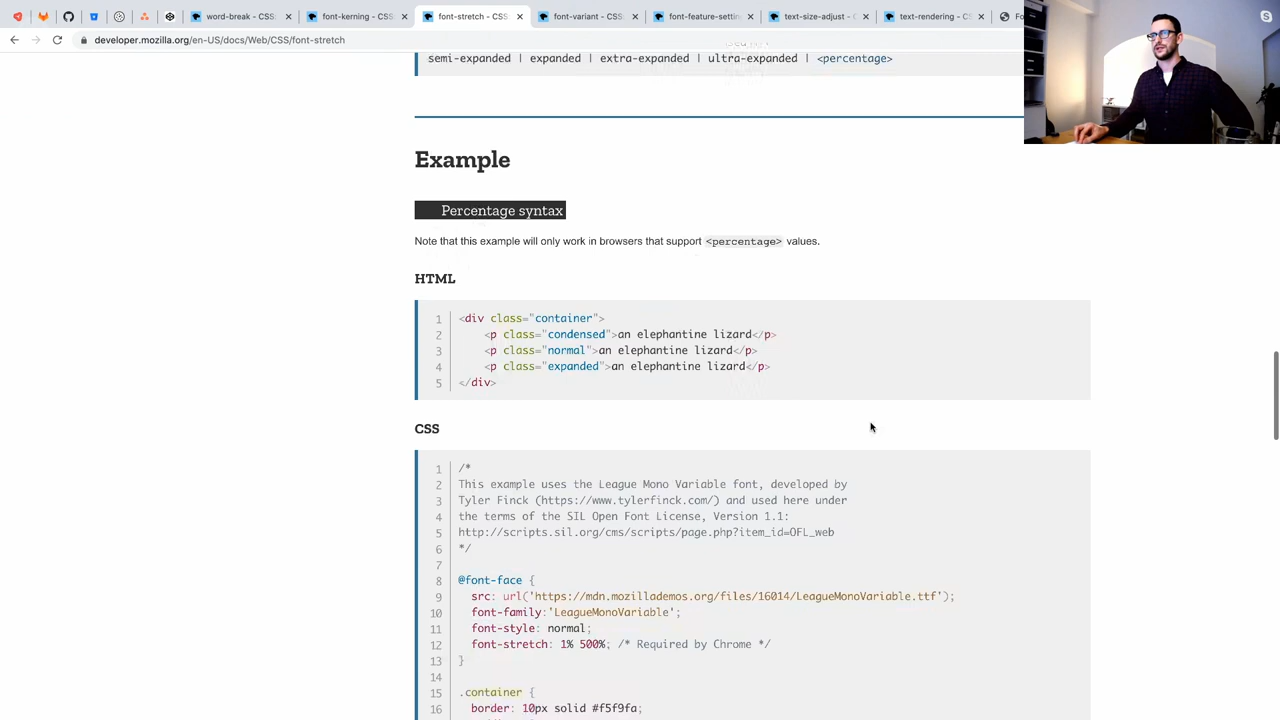 word-break - CSS:
font-kerning - CSS:
font-stretch - CSS:
font-variant - CSS:
font-feature-settin
text-size-adjust - C
text-rendering - CS
developer.mozilla.org/en-US/docs/Web/CSS/font-stretch
semi-expanded | expanded | extra-expanded | ultra-expanded | <percentage>
Example
Percentage syntax
Note that this example will only work in browsers that support <percentage> values.
HTML
1 <div class="container">
2 <p class="condensed">an elephantine lizard</p>
3 <p class="normal">an elephantine lizard</p>
4 <p class="expanded">an elephantine lizard</p>
5 </div>
CSS
1 /*
2 This example uses the League Mono Variable font, developed by
3 Tyler Finck (https://www.tylerfinck.com/) and used here under
4 the terms of the SIL Open Font License, Version 1.1:
5 http://scripts.sil.org/cms/scripts/page.php?item_id=OFL_web
6 */
7
8 @font-face {
9 src: url('https://mdn.mozillademos.org/files/16014/LeagueMonoVariable.ttf');
10 font-family:'LeagueMonoVariable';
11 font-style: normal;
12 font-stretch: 1% 500%; /* Required by Chrome */
13 }
14
15 .container {
16 border: 10px solid #f5f9fa;